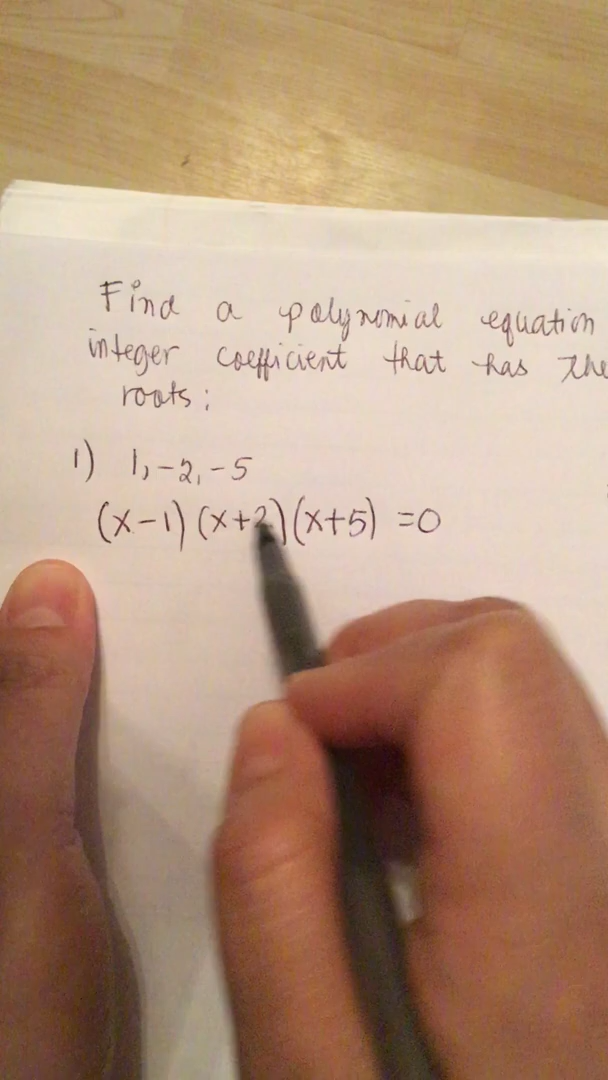 Find a polynomial equation
integer coefficient that has the
roots:
1) 1, -2, -5
(x-1)(x+2)(x+5) =0